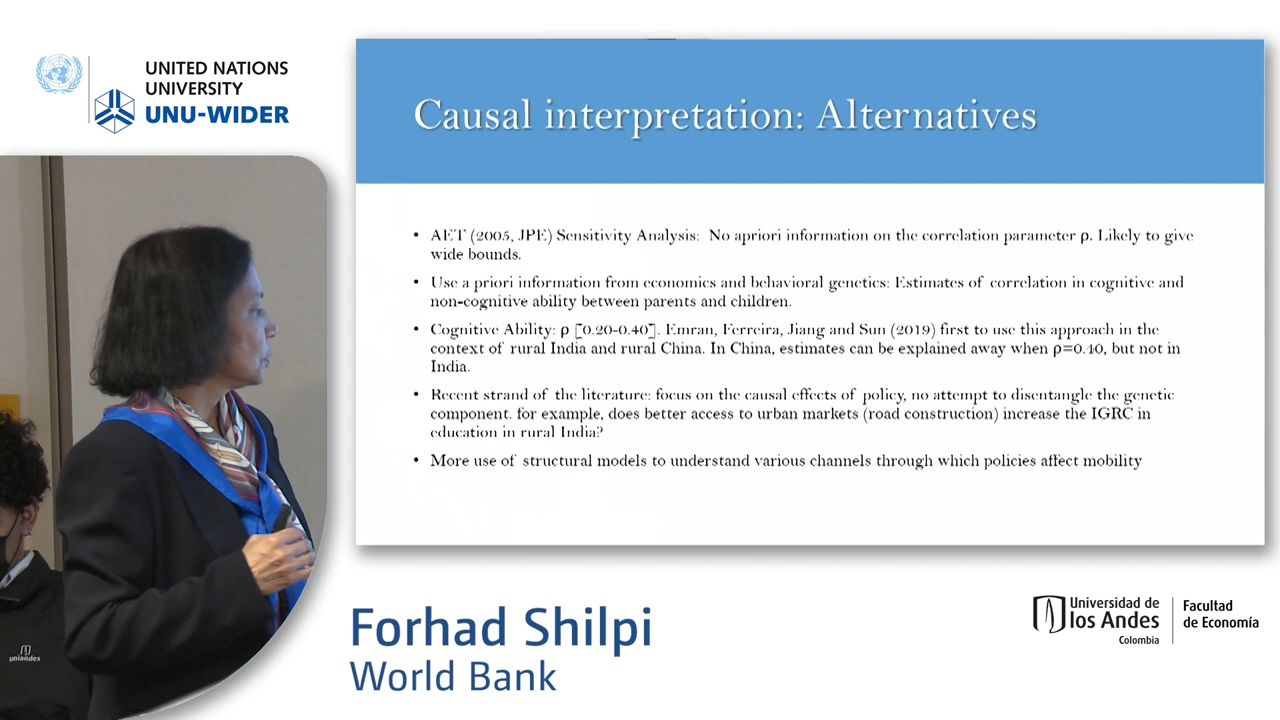 UNITED NATIONS
UNIVERSITY
UNU-WIDER
Causal interpretation: Alternatives
• AET (2005, JPE) Sensitivity Analysis: No apriori information on the correlation parameter ρ. Likely to give
wide bounds.
• Use a priori information from economics and behavioral genetics: Estimates of correlation in cognitive and
non-cognitive ability between parents and children.
• Cognitive Ability: ρ [0.20-0.40]. Emran, Ferreira, Jiang and Sun (2019) first to use this approach in the
context of rural India and rural China. In China, estimates can be explained away when ρ=0.40, but not in
India.
• Recent strand of the literature: focus on the causal effects of policy, no attempt to disentangle the genetic
component. for example, does better access to urban markets (road construction) increase the IGRC in
education in rural India?
• More use of structural models to understand various channels through which policies affect mobility
uniandes
Forhad Shilpi
World Bank
Universidad de
los Andes
Colombia
Facultad
de Economía